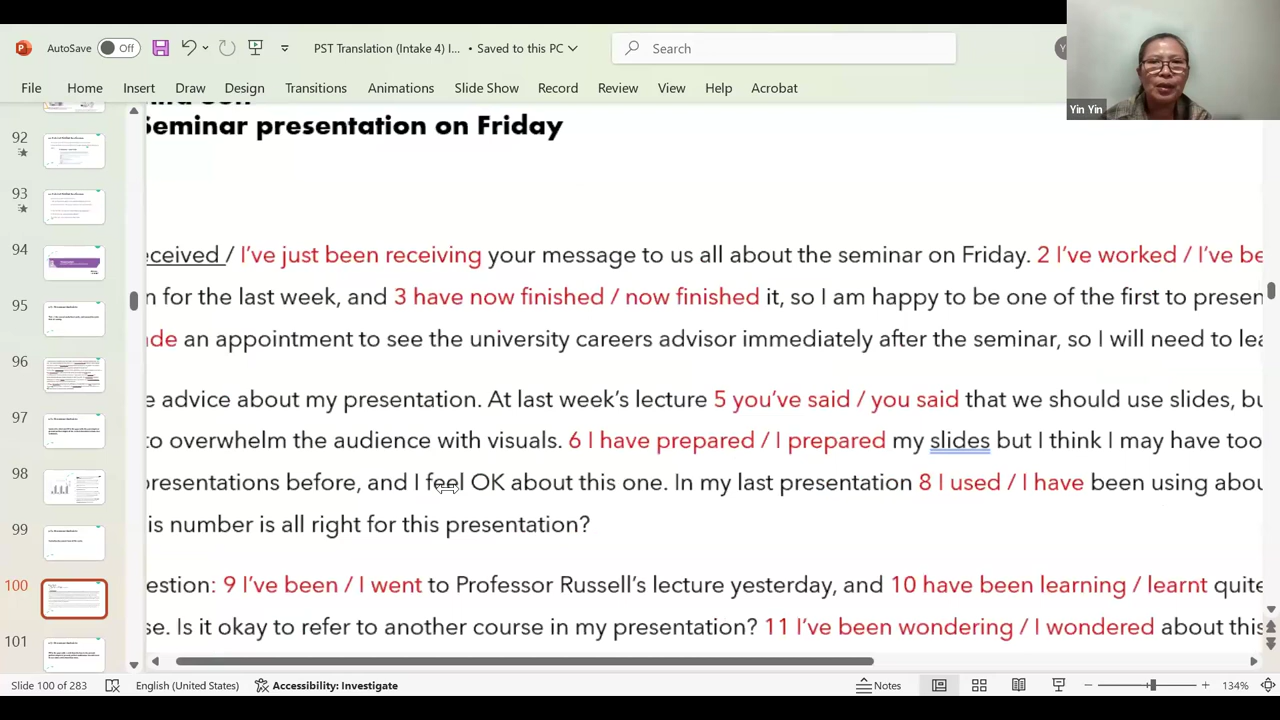 AutoSave Off PST Translation (Intake 4) I... • Saved to this PC Search Y
Yin Yin
File Home Insert Draw Design Transitions Animations Slide Show Record Review View Help Acrobat
Seminar presentation on Friday
92
93
94
95
96
97
98
99
100
101
eceived / I've just been receiving your message to us all about the seminar on Friday. 2 I've worked / I've be
n for the last week, and 3 have now finished / now finished it, so I am happy to be one of the first to presen
ade an appointment to see the university careers advisor immediately after the seminar, so I will need to lea
e advice about my presentation. At last week's lecture 5 you've said / you said that we should use slides, bu
to overwhelm the audience with visuals. 6 I have prepared / I prepared my slides but I think I may have too
presentations before, and I feel OK about this one. In my last presentation 8 I used / I have been using abou
is number is all right for this presentation?
estion: 9 I've been / I went to Professor Russell's lecture yesterday, and 10 have been learning / learnt quite
se. Is it okay to refer to another course in my presentation? 11 I've been wondering / I wondered about this
Slide 100 of 283 English (United States) Accessibility: Investigate Notes 134%